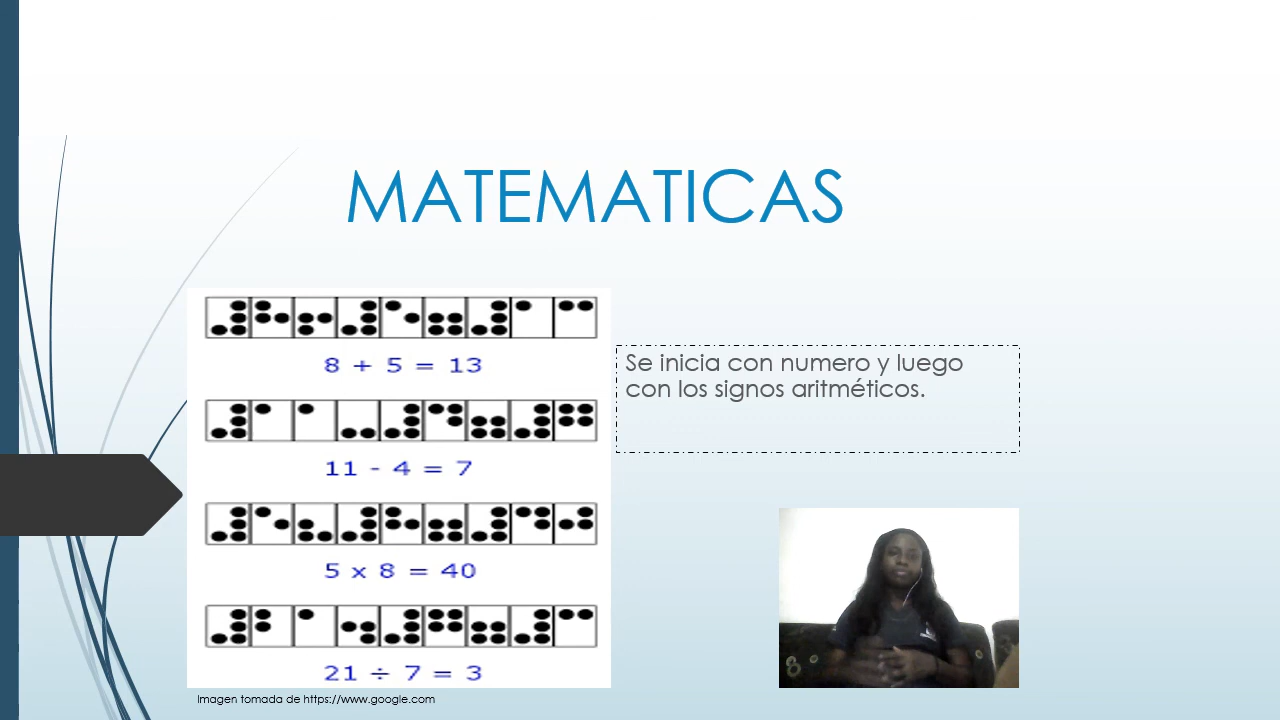 MATEMATICAS
8 + 5 = 13
11 - 4 = 7
5 x 8 = 40
21 ÷ 7 = 3
Se inicia con numero y luego
con los signos aritméticos.
Imagen tomada de https://www.google.com